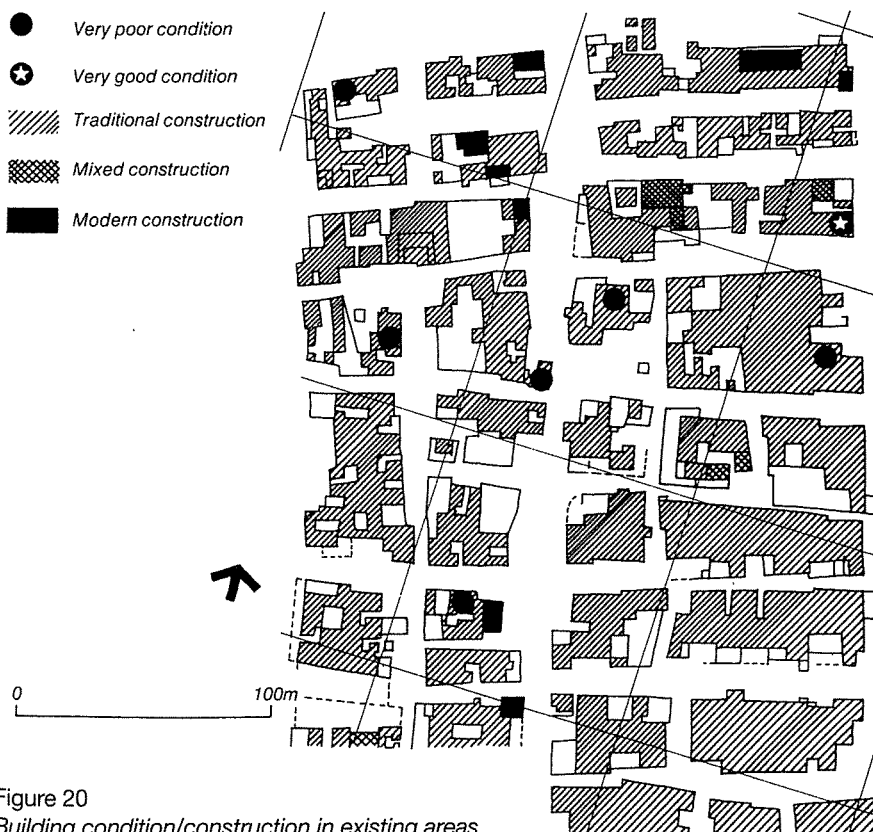 Very poor condition
Very good condition
Traditional construction
Mixed construction
Modern construction
0 100m
Figure 20
Building condition/construction in existing areas